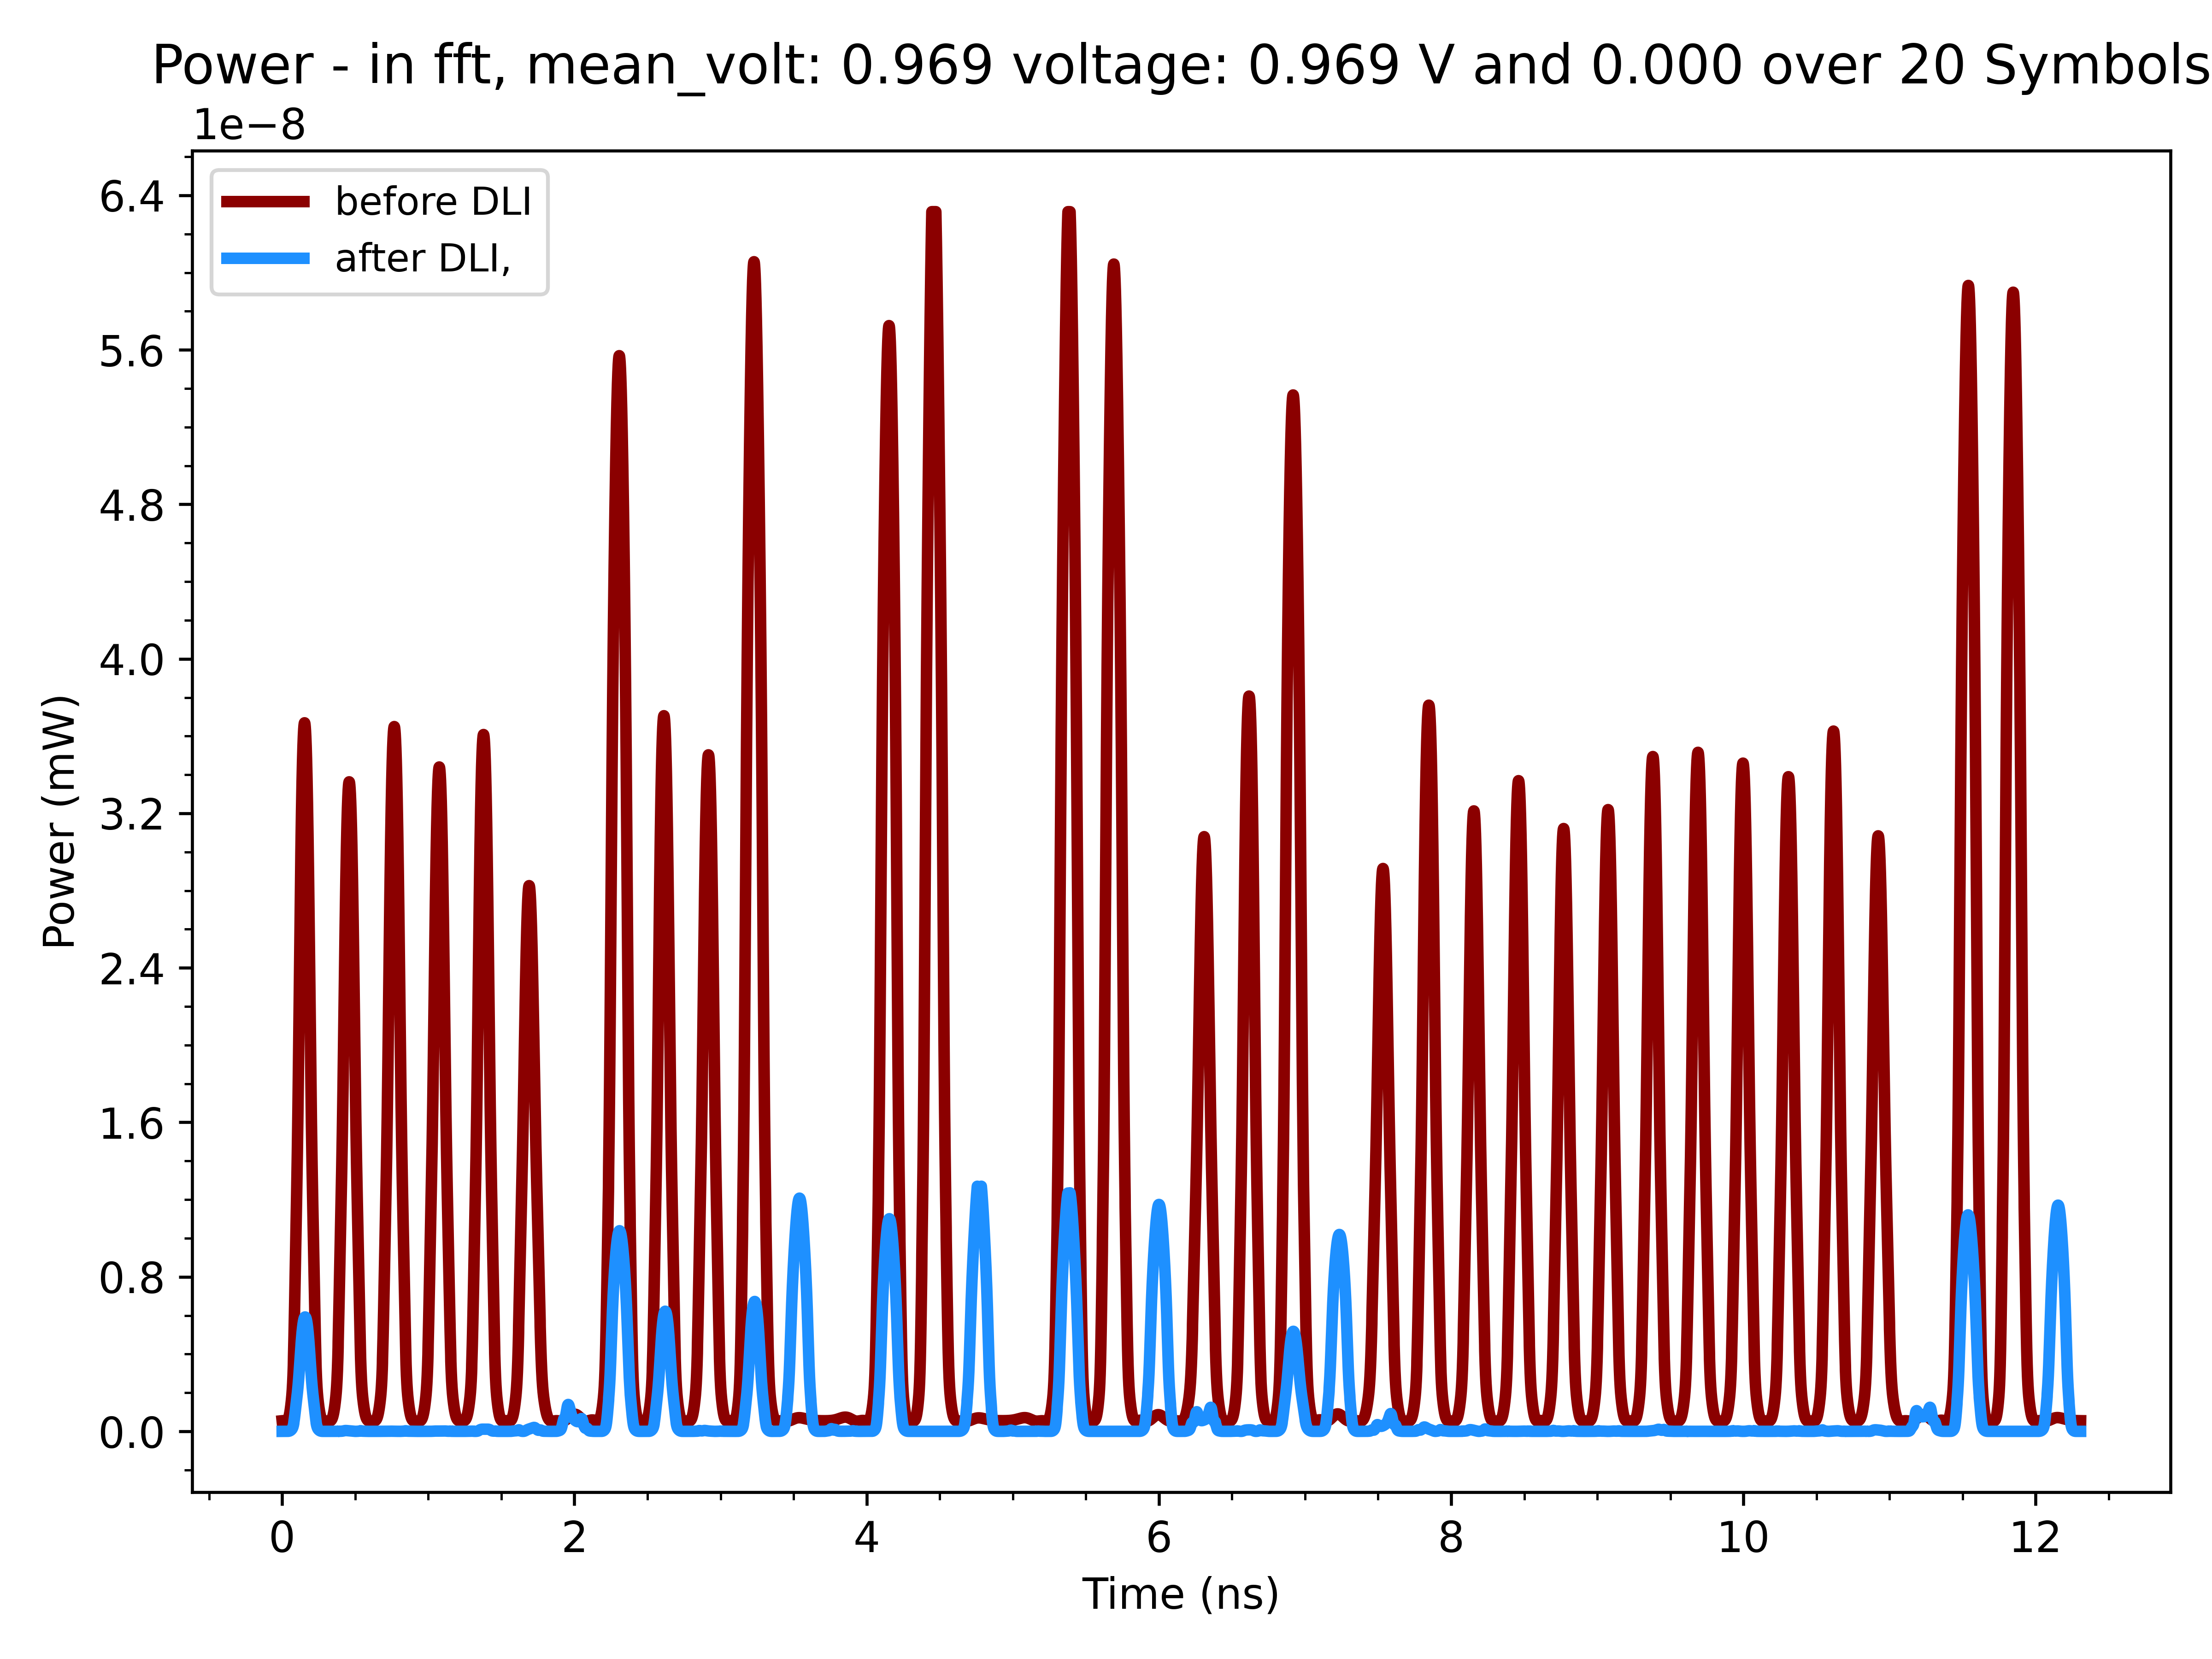 Power - in fft, mean_volt: 0.969 voltage: 0.969 V and 0.000 over 20 Symbols
1e−8
before DLI
after DLI,
6.4
5.6
4.8
4.0
3.2
2.4
1.6
0.8
0.0
Power (mW)
0 2 4 6 8 10 12
Time (ns)